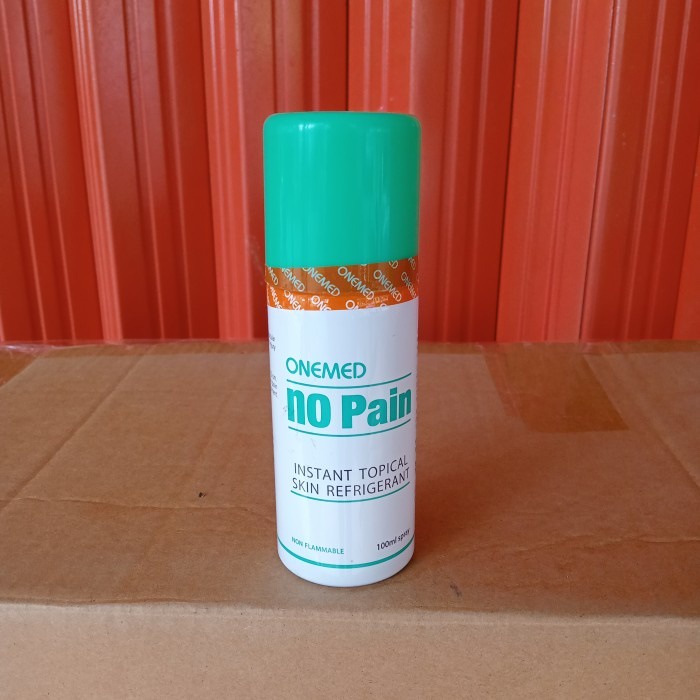 ONEMED
ONEMED
no Pain
INSTANT TOPICAL
SKIN REFRIGERANT
NON FLAMMABLE
100ml spray